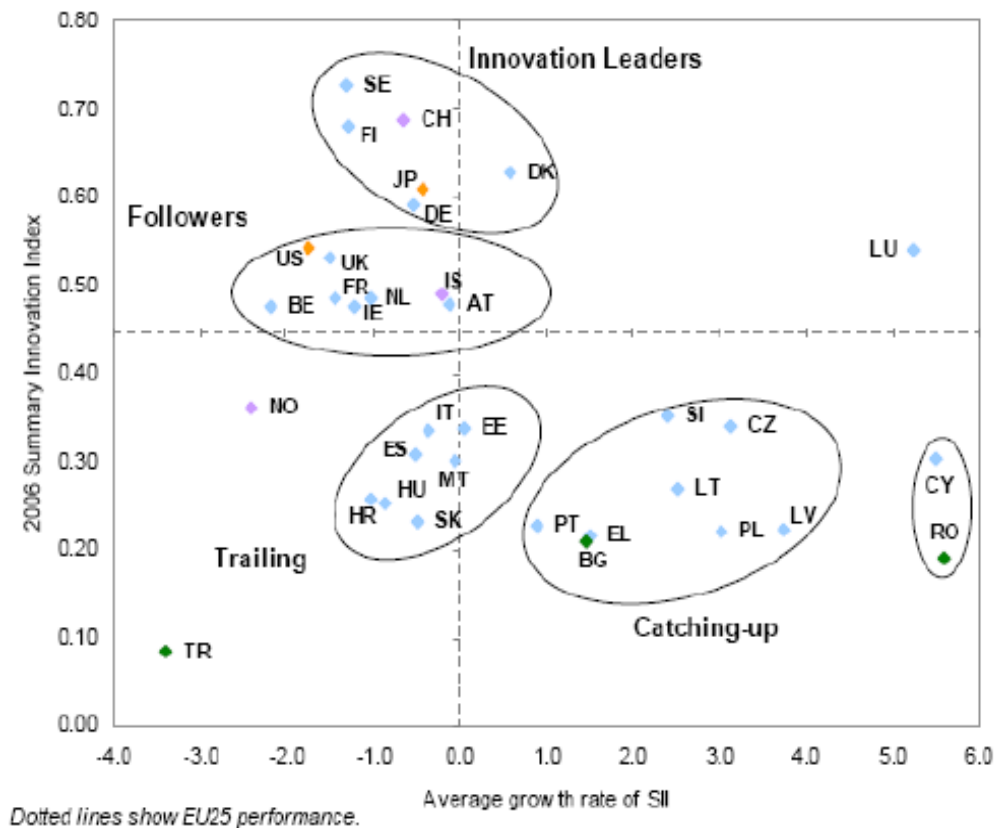 0.80
Innovation Leaders
SE
0.70
CH
FI
DK
JP
0.60
DE
Followers
US
UK
LU
0.50
FR
IS
BE
NL
IE
AT
0.40
NO
IT
EE
SI
CZ
ES
0.30
MT
CY
HU
LT
HR
SK
PT
EL
PL
LV
RO
0.20
BG
Trailing
Catching-up
0.10
TR
0.00
-4.0 -3.0 -2.0 -1.0 0.0 1.0 2.0 3.0 4.0 5.0 6.0
2006 Summary Innovation Index
Average growth rate of SII
Dotted lines show EU25 performance.